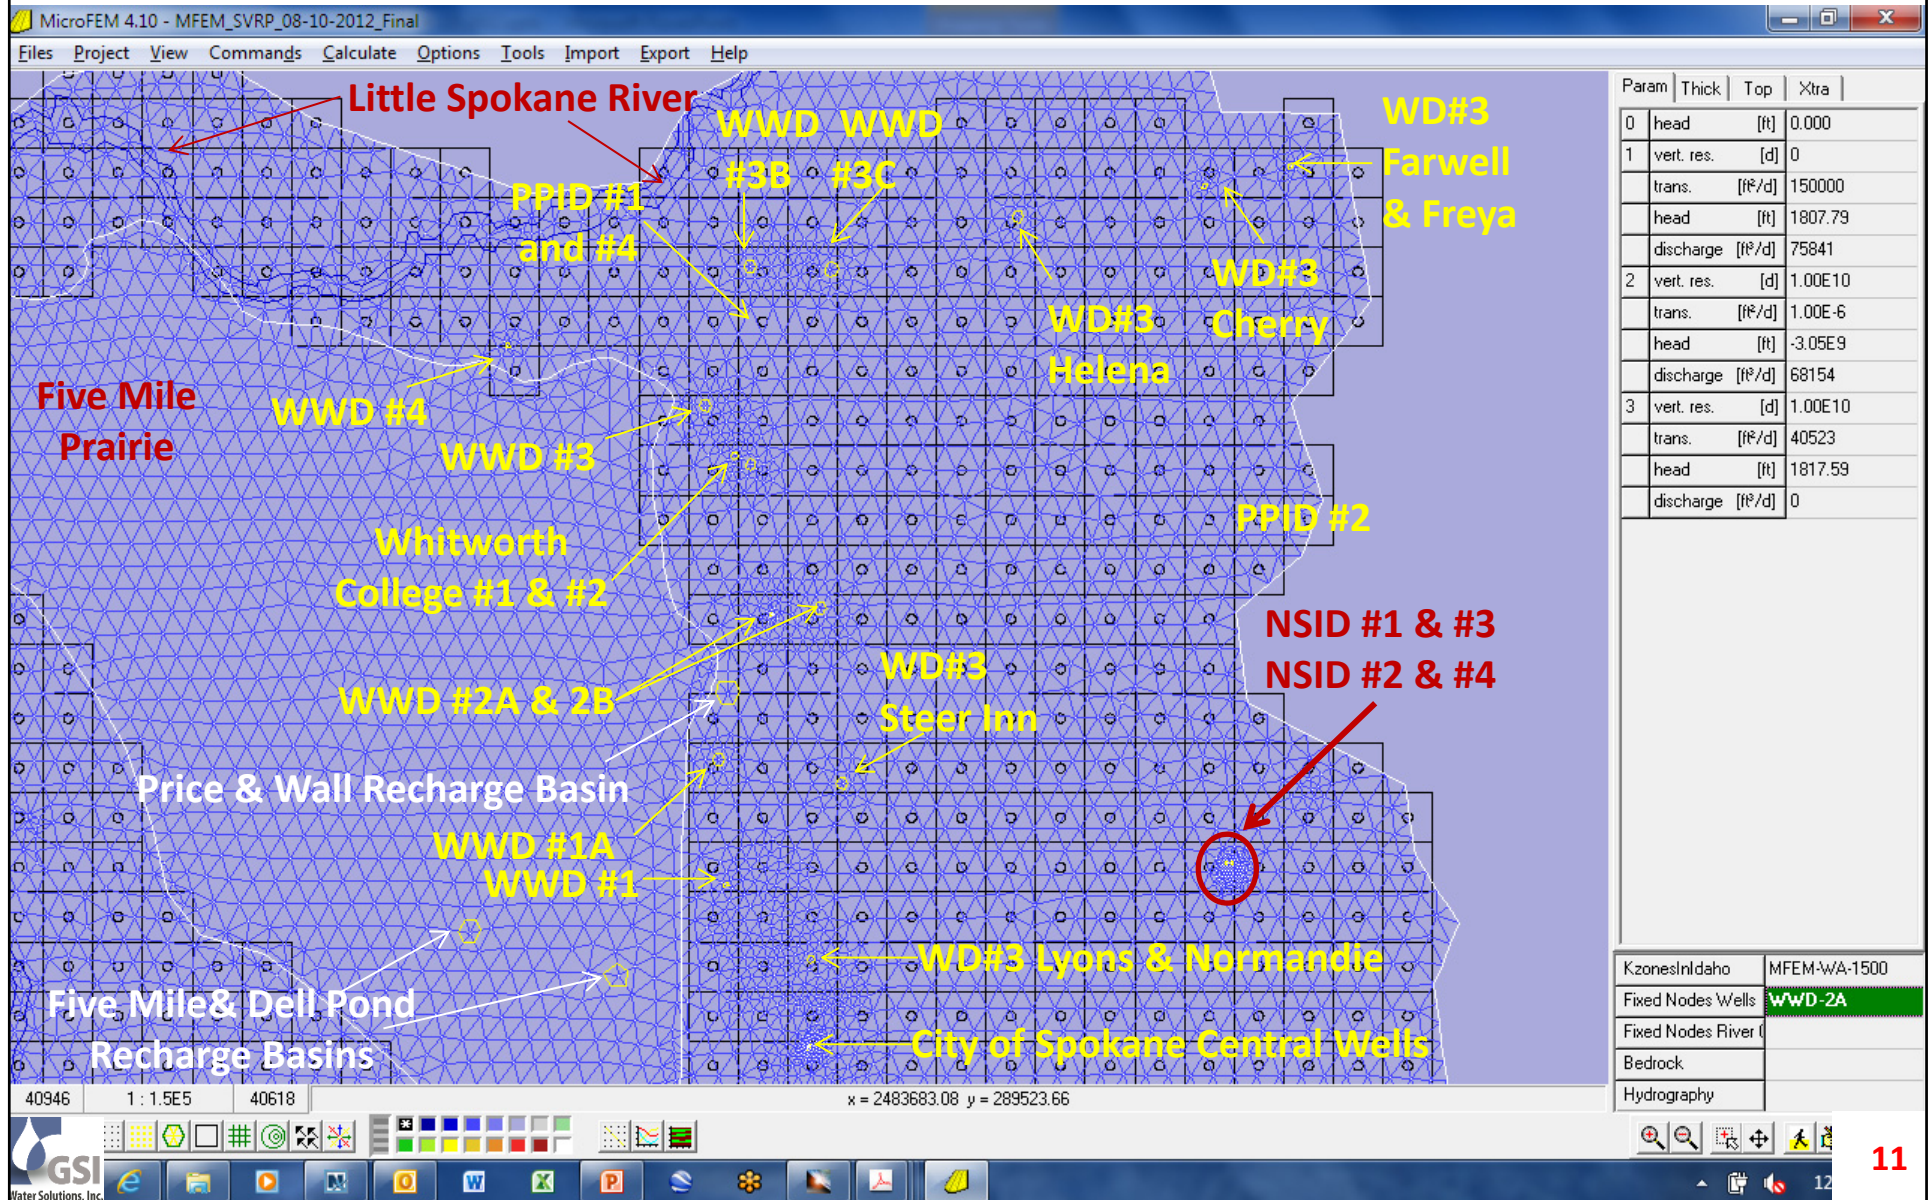 MicroFEM 4.10 - MFEM_SVRP_08-10-2012_Final
Files Project View Commands Calculate Options Tools Import Export Help
Little Spokane River
WWD WWD
#3B #3C
PPID #1
and #4
WD#3
Farwell
& Freya
WD#3
Cherry
WD#3
Helena
Five Mile
Prairie
WWD #4
WWD #3
Whitworth
College #1 & #2
PPID #2
NSID #1 & #3
NSID #2 & #4
WWD #2A & 2B
WD#3
Steer Inn
Price & Wall Recharge Basin
WWD #1A
WWD #1
WD#3 Lyons & Normandie
Five Mile& Dell Pond
Recharge Basins
City of Spokane Central Wells
Param Thick Top Xtra
0 head [ft] 0.000
1 vert. res. [d] 0
trans. [ft²/d] 150000
head [ft] 1807.79
discharge [ft³/d] 75841
2 vert. res. [d] 1.00E10
trans. [ft²/d] 1.00E-6
head [ft] -3.05E9
discharge [ft³/d] 68154
3 vert. res. [d] 1.00E10
trans. [ft²/d] 40523
head [ft] 1817.59
discharge [ft³/d] 0
KzonesInIdaho MFEM-WA-1500
Fixed Nodes Wells WWD-2A
Fixed Nodes River
Bedrock
Hydrography
40946 1 : 1.5E5 40618 x = 2483683.08 y = 289523.66
GSI
Water Solutions, Inc.
12
11